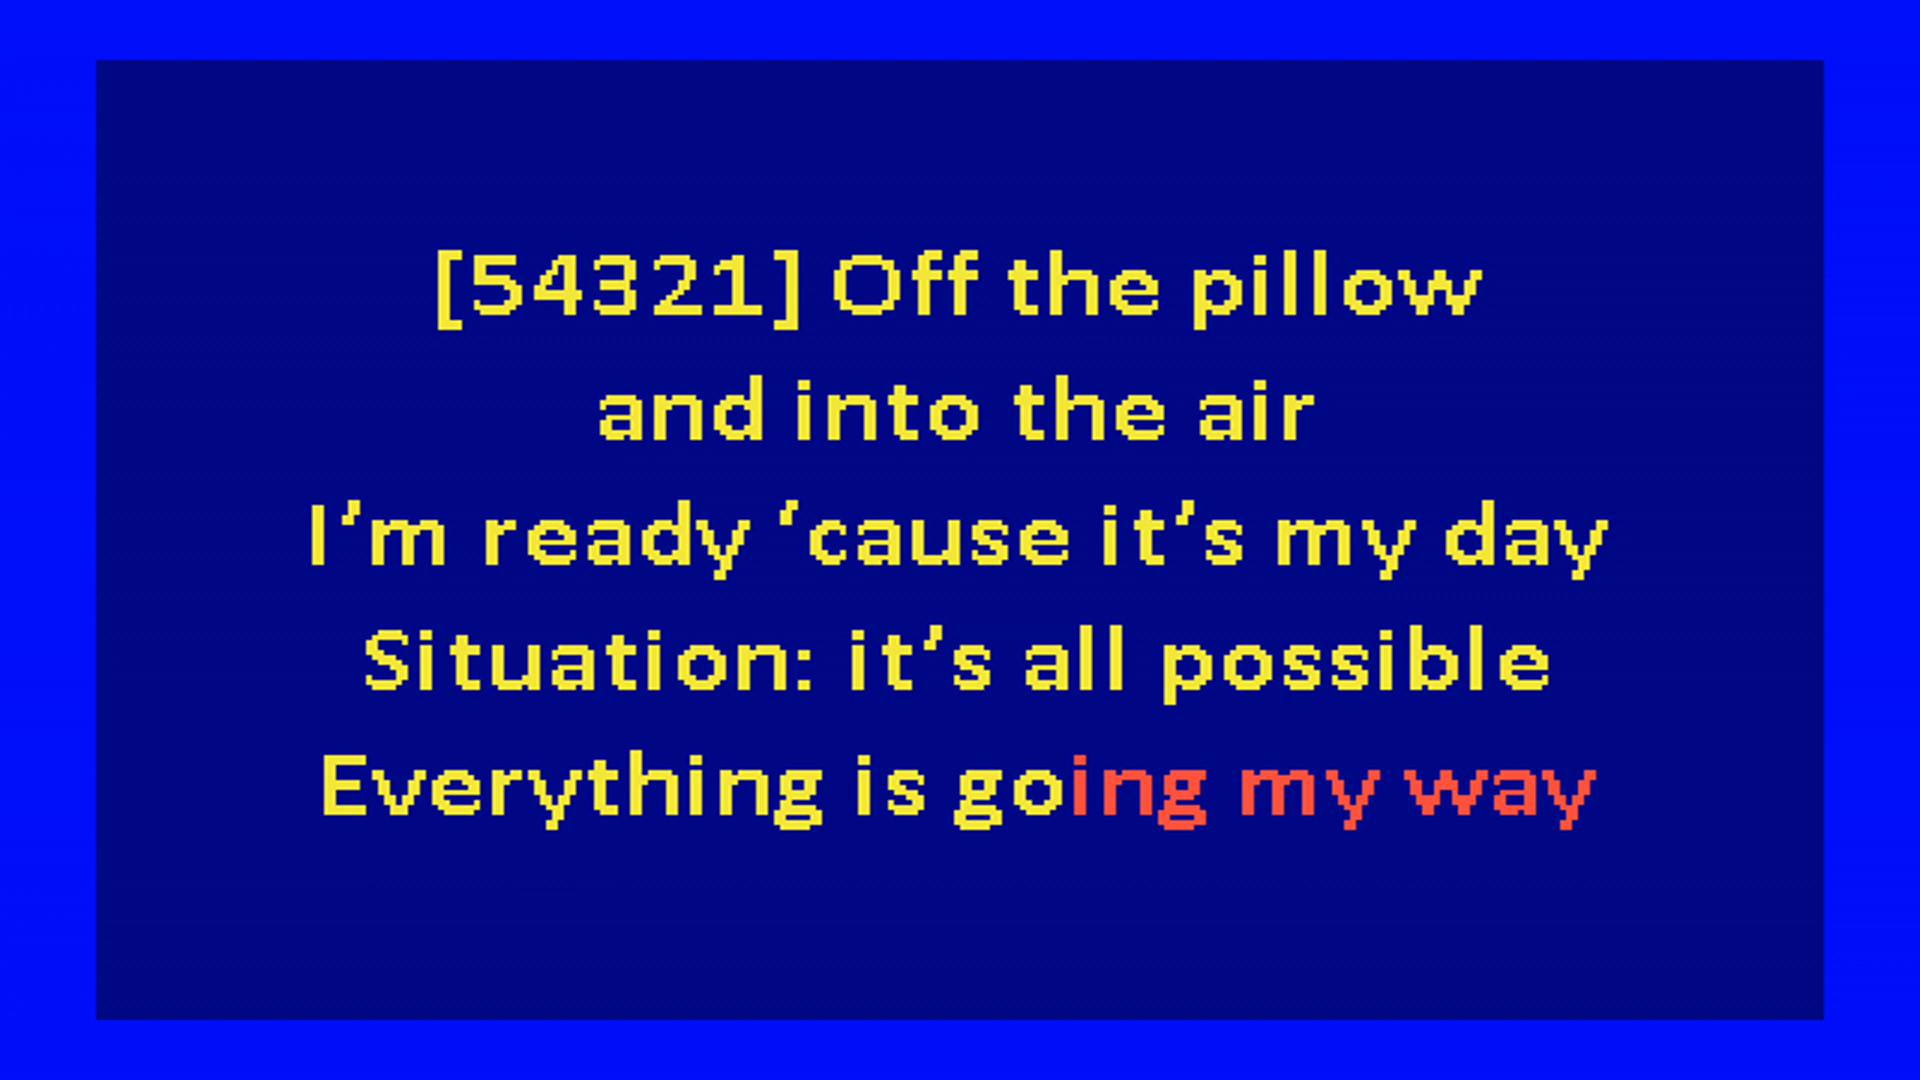 [54321] Off the pillow
and into the air
I’m ready ’cause it’s my day
Situation: it’s all possible
Everything is going my way